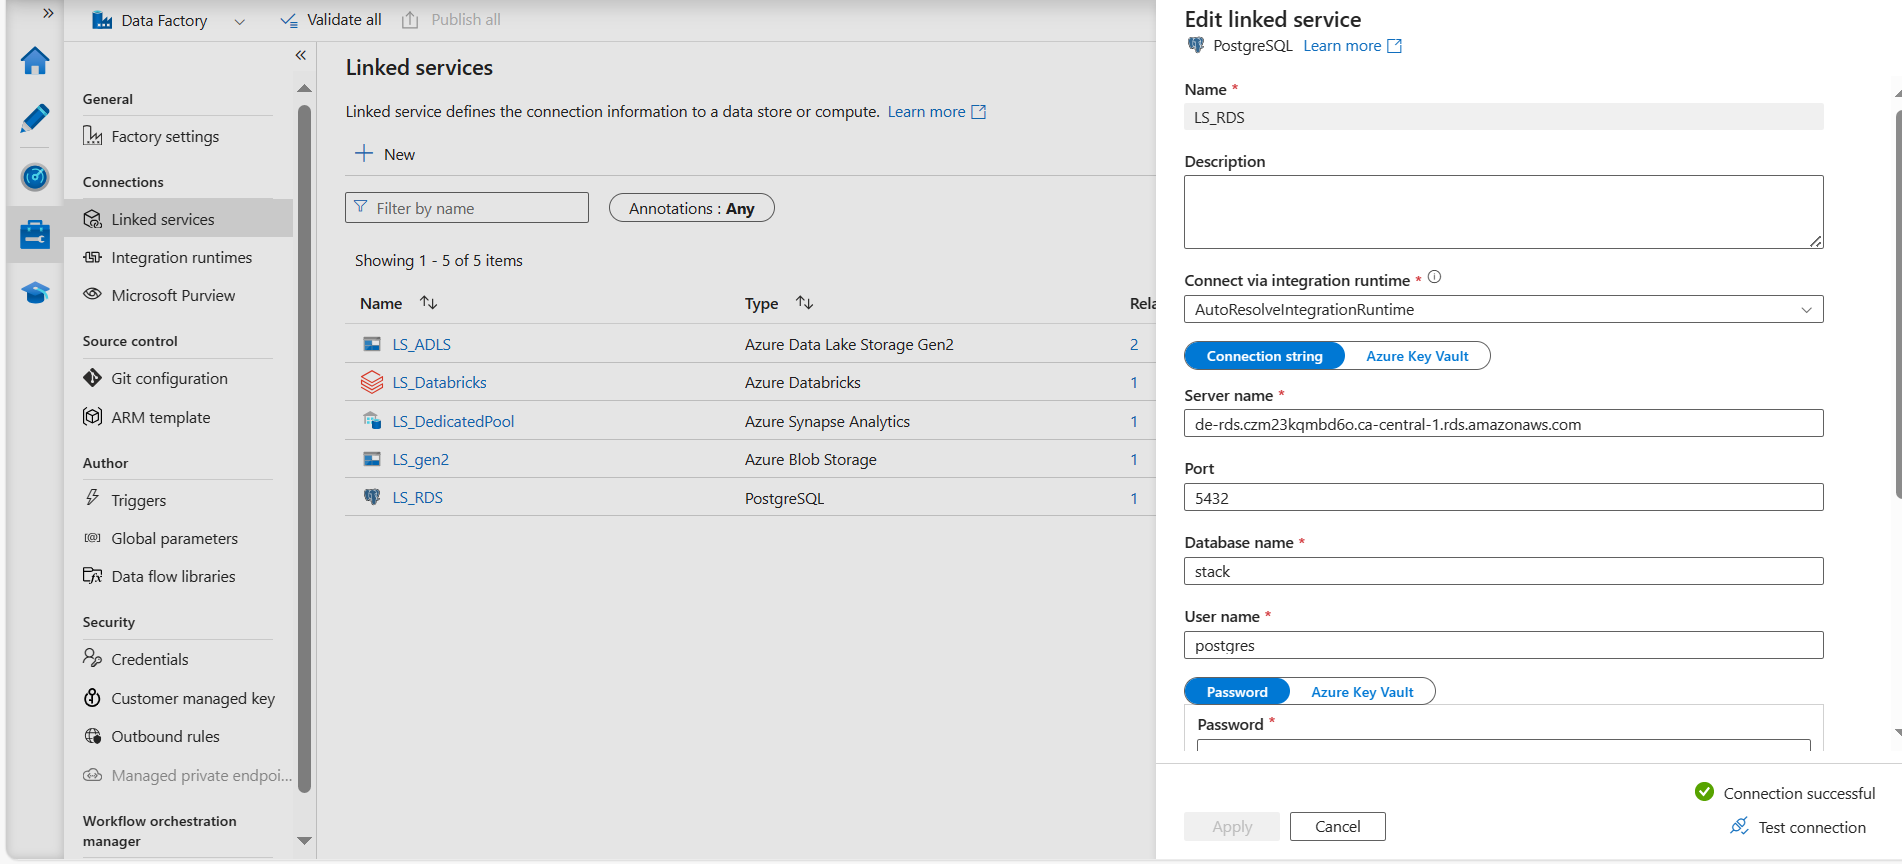 Data Factory
Validate all
Publish all
General
Factory settings
Connections
Linked services
Integration runtimes
Microsoft Purview
Source control
Git configuration
ARM template
Author
Triggers
Global parameters
Data flow libraries
Security
Credentials
Customer managed key
Outbound rules
Managed private endpoi...
Workflow orchestration
manager
Linked services
Linked service defines the connection information to a data store or compute. Learn more
New
Filter by name
Annotations : Any
Showing 1 - 5 of 5 items
Name Type Rela
LS_ADLS Azure Data Lake Storage Gen2 2
LS_Databricks Azure Databricks 1
LS_DedicatedPool Azure Synapse Analytics 1
LS_gen2 Azure Blob Storage 1
LS_RDS PostgreSQL 1
Edit linked service
PostgreSQL Learn more
Name *
LS_RDS
Description
Connect via integration runtime *
AutoResolveIntegrationRuntime
Connection string Azure Key Vault
Server name *
de-rds.czm23kqmbd6o.ca-central-1.rds.amazonaws.com
Port
5432
Database name *
stack
User name *
postgres
Password Azure Key Vault
Password *
Connection successful
Apply Cancel Test connection